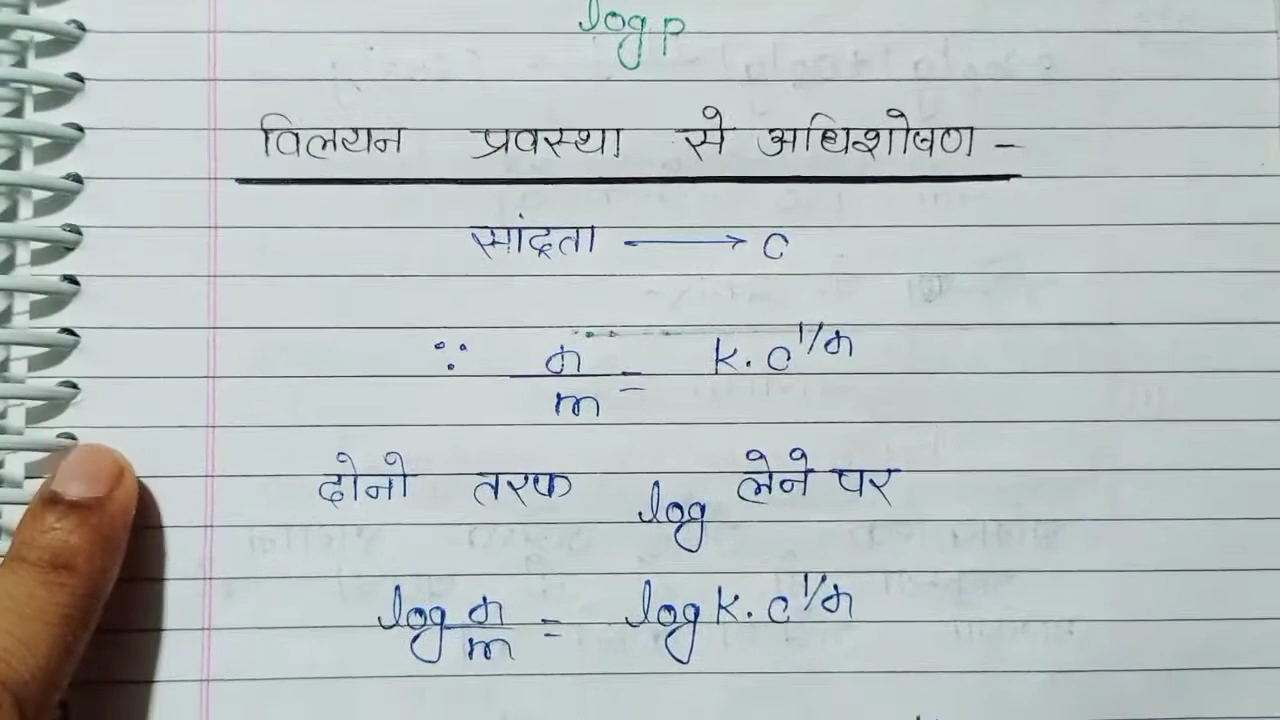 log p
विलयन प्रवस्था से अधिशोषण -
सांद्रता ⟶ C
∵ n/m = k.c^1/n
दोनो तरफ log लेने पर
log n/m = log k.c^1/n